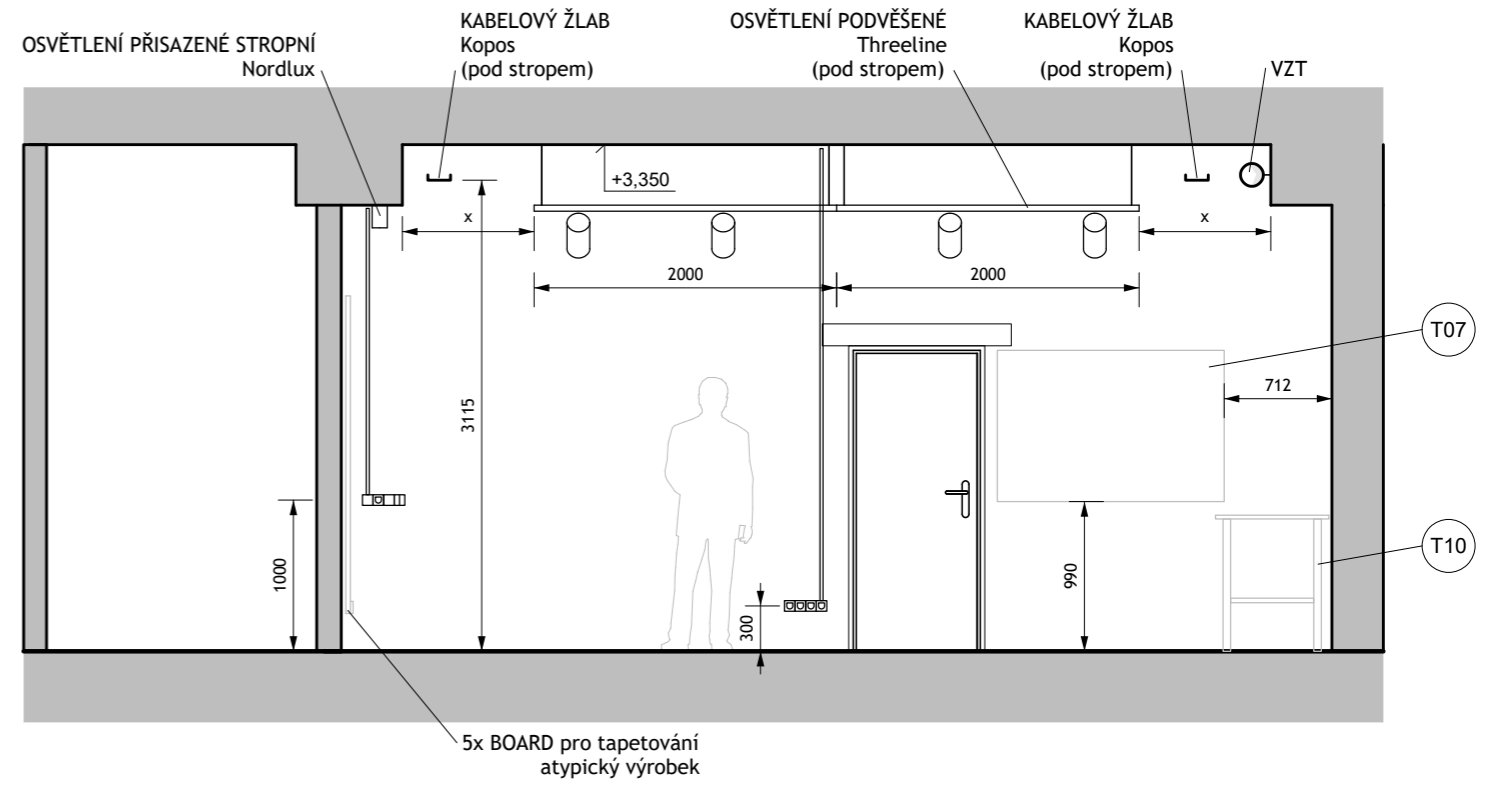 OSVĚTLENÍ PŘISAZENÉ STROPNÍ
Nordlux
KABELOVÝ ŽLAB
Kopos
(pod stropem)
OSVĚTLENÍ PODVĚŠENÉ
Threeline
(pod stropem)
KABELOVÝ ŽLAB
Kopos
(pod stropem)
VZT
+3,350
x
x
2000
2000
T07
712
3115
1000
990
T10
300
5x BOARD pro tapetování
atypický výrobek